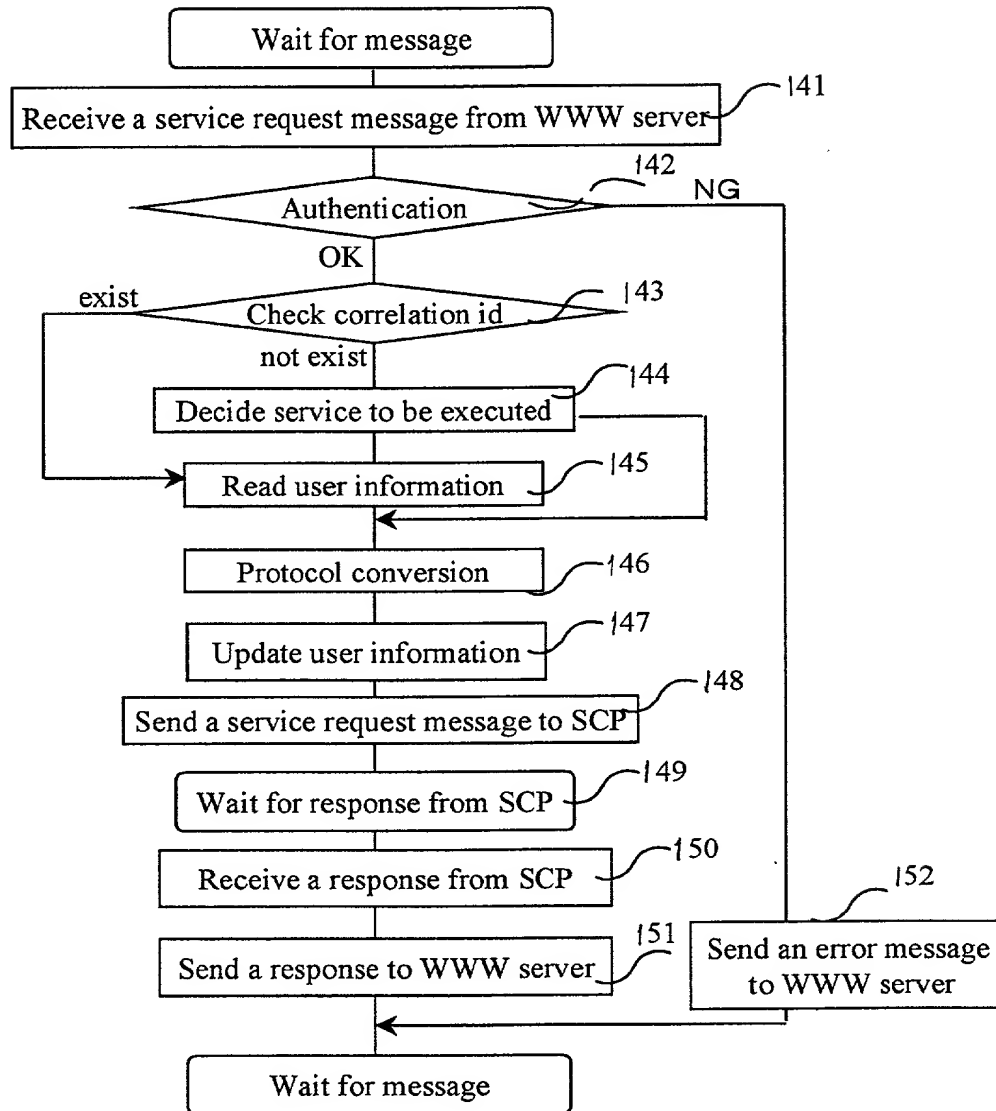 Wait for message
141
Receive a service request message from WWW server
142
NG
Authentication
OK
exist
143
Check correlation id
not exist
144
Decide service to be executed
145
Read user information
Protocol conversion
146
147
Update user information
148
Send a service request message to SCP
149
Wait for response from SCP
150
Receive a response from SCP
152
151
Send an error message
to WWW server
Send a response to WWW server
Wait for message